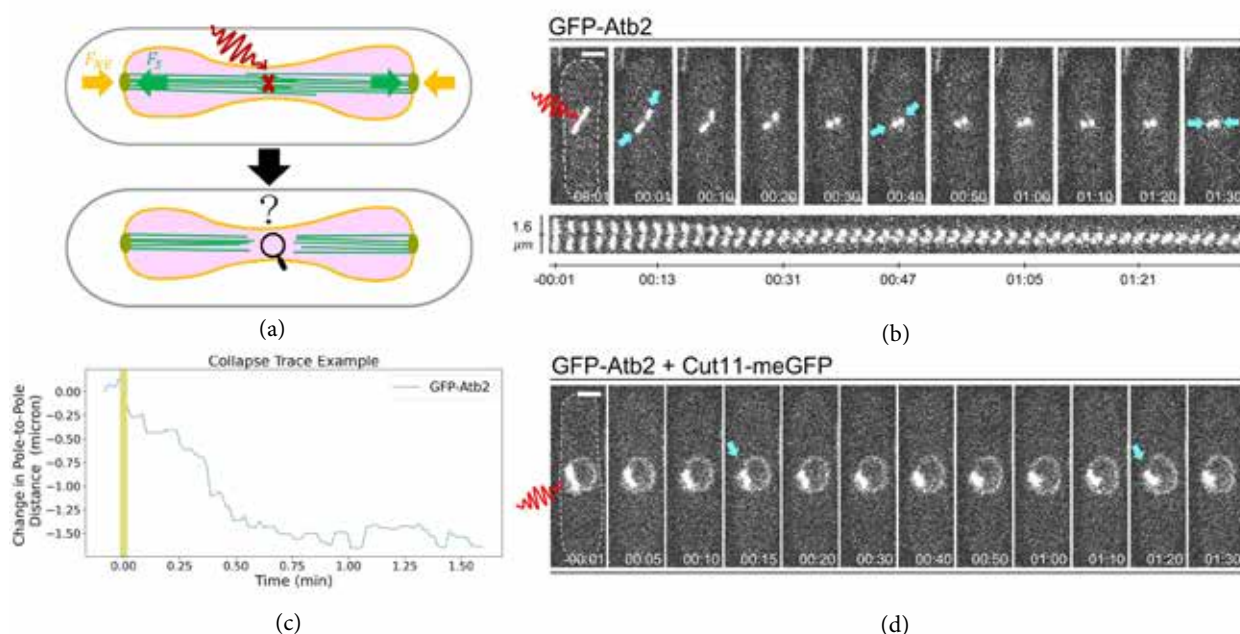 F_NE F_S
?
(a)
GFP-Atb2
-00:01 00:01 00:10 00:20 00:30 00:40 00:50 01:00 01:10 01:20 01:30
1.6
μm
-00:01 00:13 00:31 00:47 01:05 01:21
(b)
Collapse Trace Example
GFP-Atb2
Change in Pole-to-Pole
Distance (micron)
0.00
−0.25
−0.50
−0.75
−1.00
−1.25
−1.50
0.00 0.25 0.50 0.75 1.00 1.25 1.50
Time (min)
(c)
GFP-Atb2 + Cut11-meGFP
-00:01 00:05 00:10 00:15 00:20 00:30 00:40 00:50 01:00 01:10 01:20 01:30
(d)